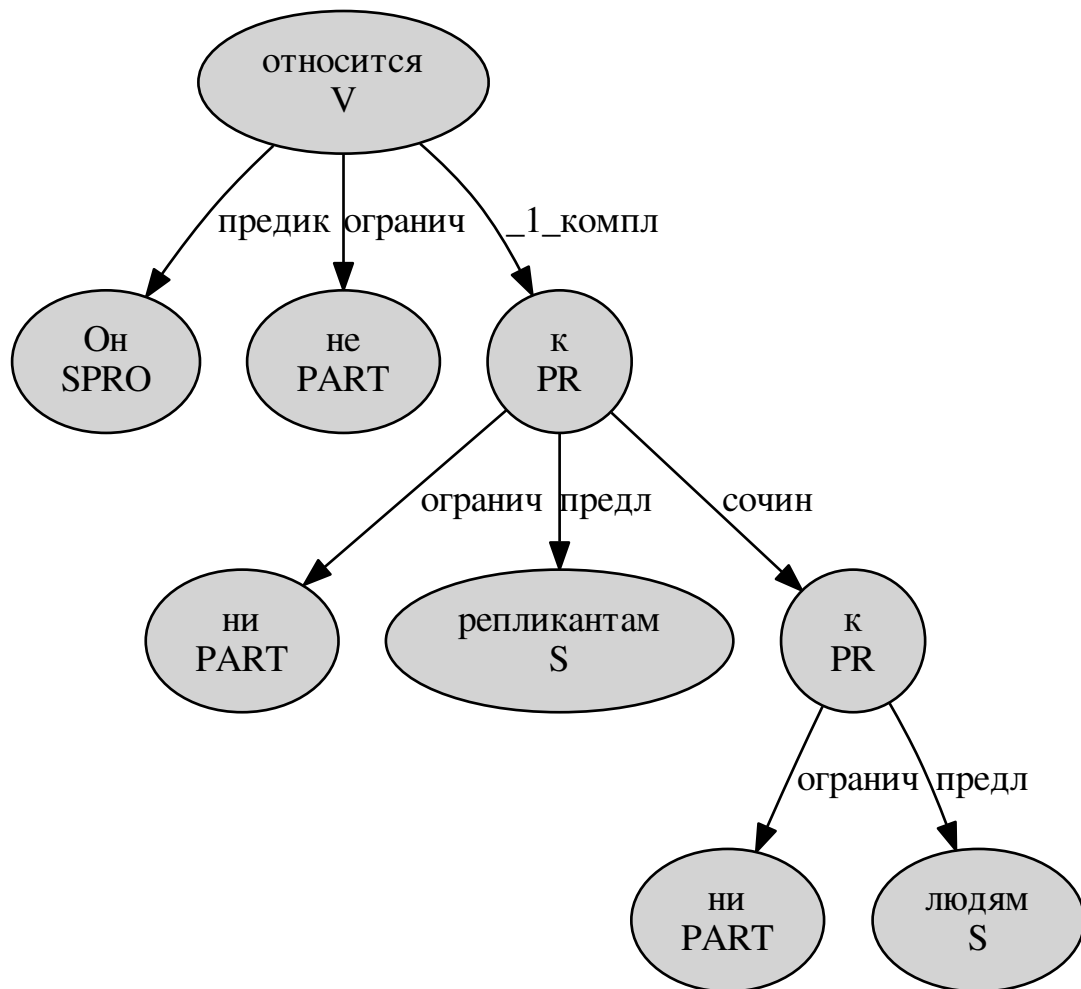 относится
V
предик
огранич
_1_компл
Он
SPRO
не
PART
к
PR
огранич
предл
сочин
ни
PART
репликантам
S
к
PR
огранич
предл
ни
PART
людям
S